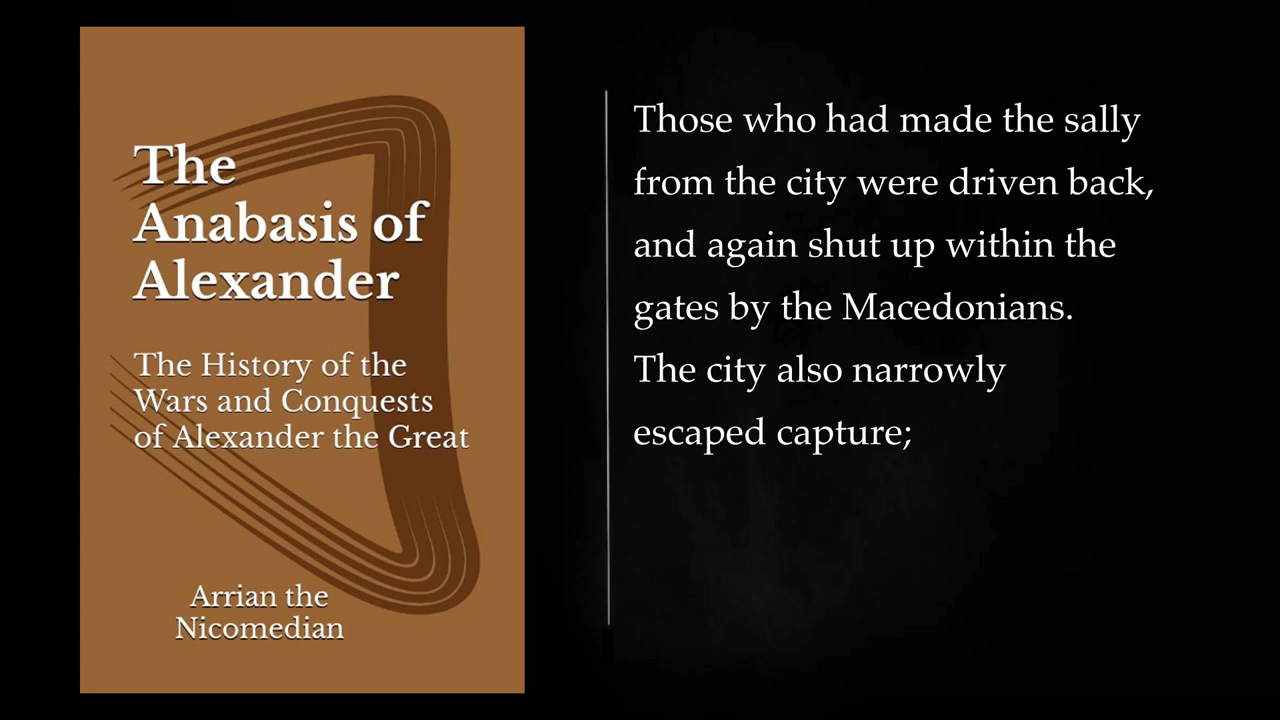 The
Anabasis of
Alexander
The History of the
Wars and Conquests
of Alexander the Great
Arrian the
Nicomedian
Those who had made the sally
from the city were driven back,
and again shut up within the
gates by the Macedonians.
The city also narrowly
escaped capture;